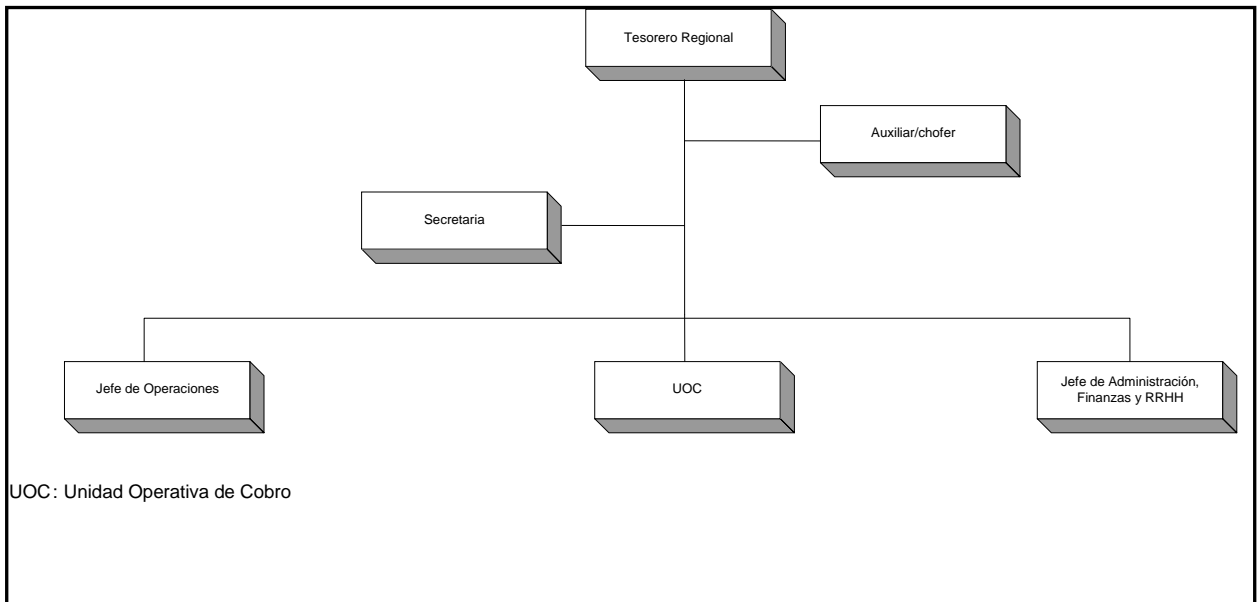 Tesorero Regional
Auxiliar/chofer
Secretaria
Jefe de Operaciones
UOC
Jefe de Administración,
Finanzas y RRHH
UOC: Unidad Operativa de Cobro